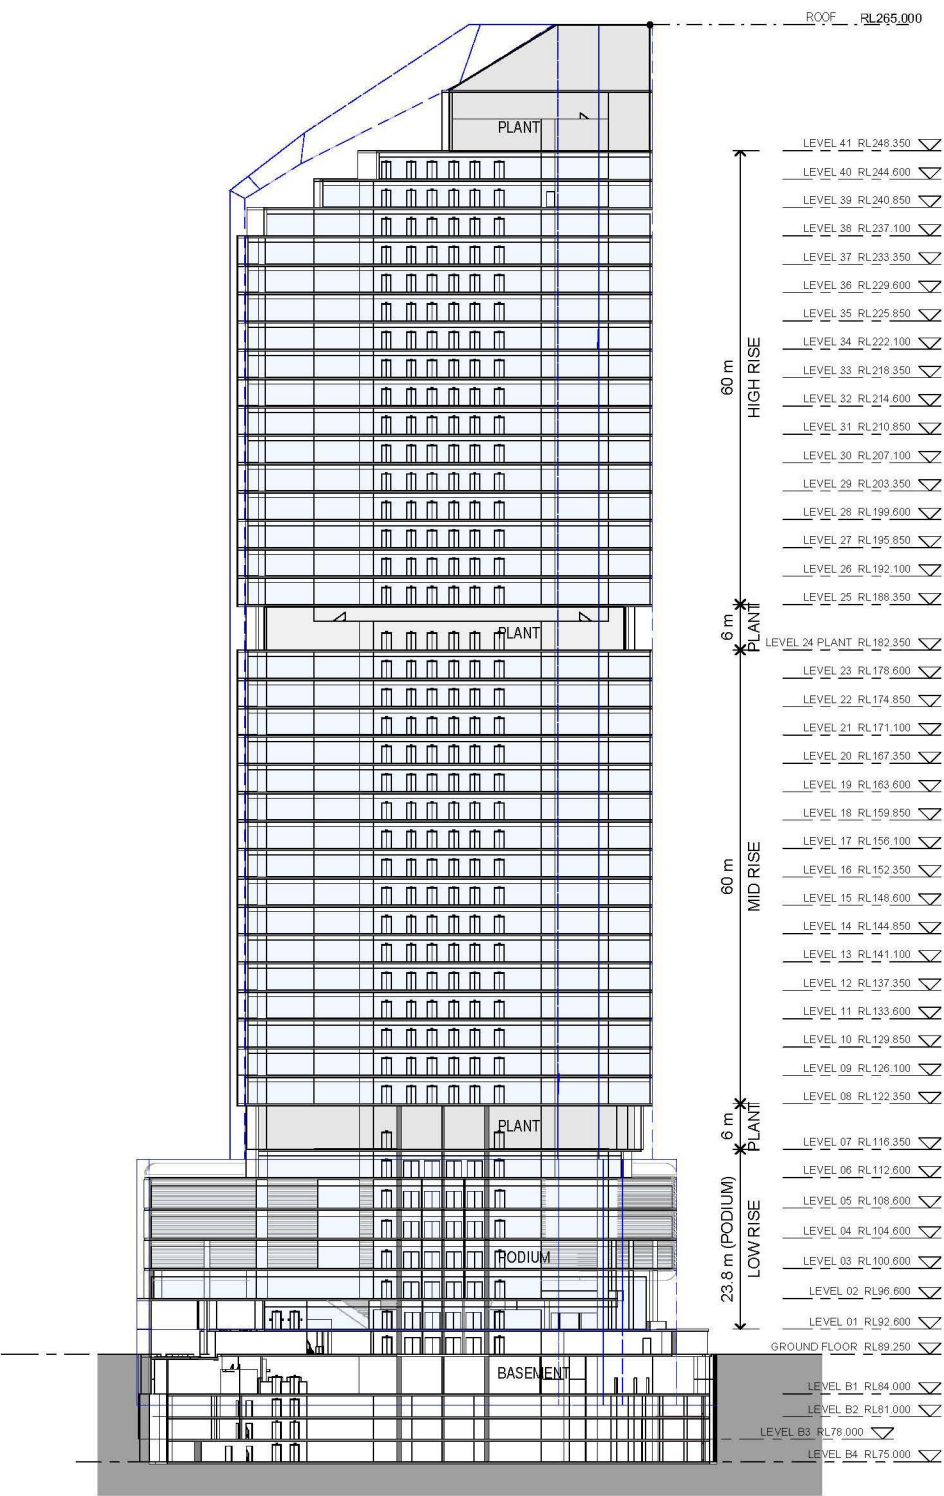 ROOF RL265.000
PLANT
LEVEL 41 RL248.350
LEVEL 40 RL244.600
LEVEL 39 RL240.850
LEVEL 38 RL237.100
LEVEL 37 RL233.350
LEVEL 36 RL229.600
LEVEL 35 RL225.850
LEVEL 34 RL222.100
LEVEL 33 RL218.350
60 m
HIGH RISE
LEVEL 32 RL214.600
LEVEL 31 RL210.850
LEVEL 30 RL207.100
LEVEL 29 RL203.350
LEVEL 28 RL199.600
LEVEL 27 RL195.850
LEVEL 26 RL192.100
LEVEL 25 RL188.350
PLANT
6 m
PLANT
LEVEL 24 PLANT RL182.350
LEVEL 23 RL178.600
LEVEL 22 RL174.850
LEVEL 21 RL171.100
LEVEL 20 RL167.350
LEVEL 19 RL163.600
LEVEL 18 RL159.850
LEVEL 17 RL156.100
LEVEL 16 RL152.350
60 m
MID RISE
LEVEL 15 RL148.600
LEVEL 14 RL144.850
LEVEL 13 RL141.100
LEVEL 12 RL137.350
LEVEL 11 RL133.600
LEVEL 10 RL129.850
LEVEL 09 RL126.100
LEVEL 08 RL122.350
PLANT
6 m
PLANT
LEVEL 07 RL116.350
LEVEL 06 RL112.600
LEVEL 05 RL108.600
LEVEL 04 RL104.600
23.8 m (PODIUM)
LOW RISE
PODIUM
LEVEL 03 RL100.600
LEVEL 02 RL96.600
LEVEL 01 RL92.600
GROUND FLOOR RL89.250
BASEMENT
LEVEL B1 RL84.000
LEVEL B2 RL81.000
LEVEL B3 RL78.000
LEVEL B4 RL75.000